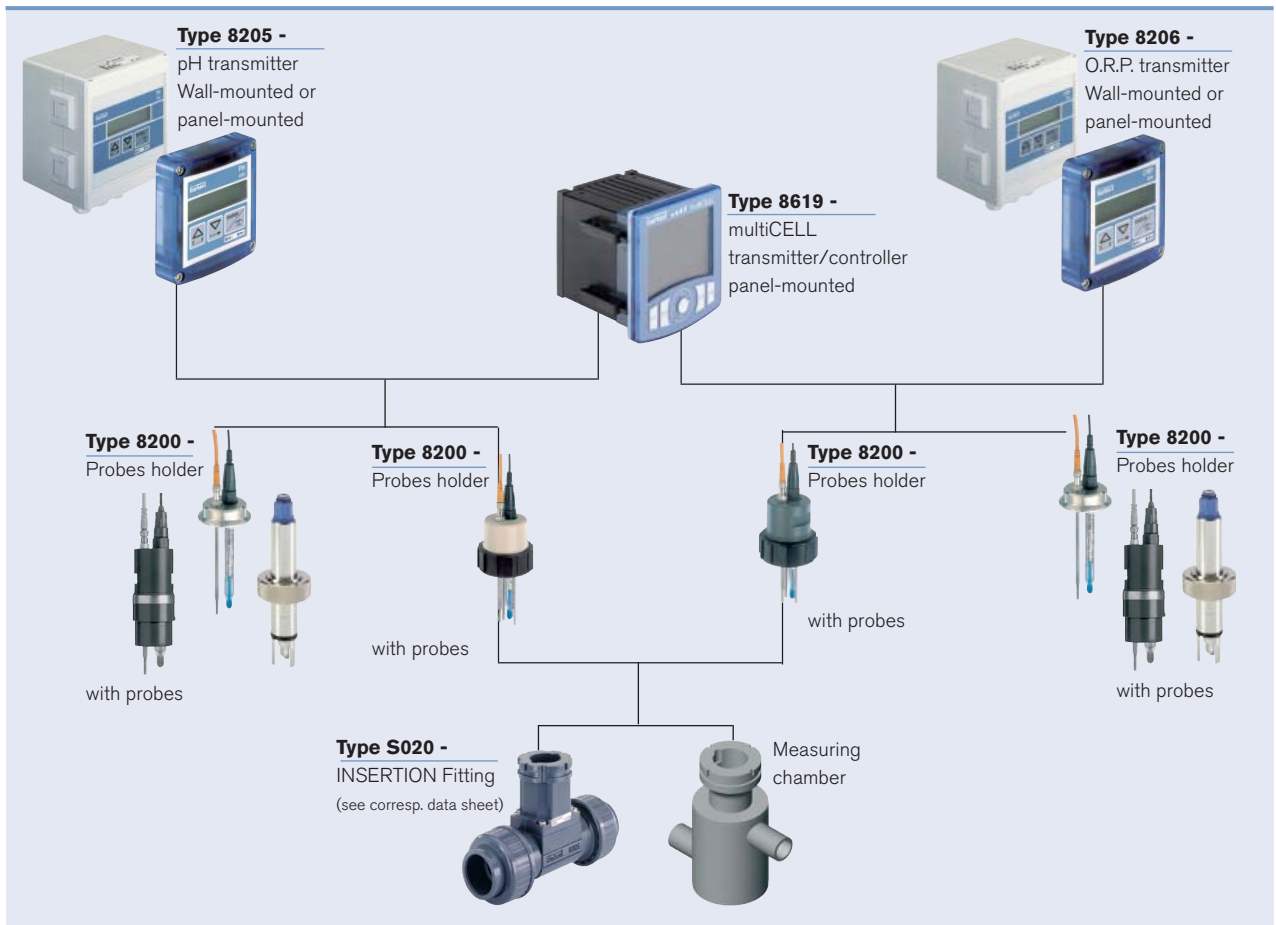 Type 8205 -
pH transmitter
Wall-mounted or
panel-mounted
Type 8619 -
multiCELL
transmitter/controller
panel-mounted
Type 8206 -
O.R.P. transmitter
Wall-mounted or
panel-mounted
Type 8200 -
Probes holder
with probes
Type 8200 -
Probes holder
with probes
Type 8200 -
Probes holder
with probes
Type 8200 -
Probes holder
with probes
Type S020 -
INSERTION Fitting
(see corresp. data sheet)
Measuring
chamber